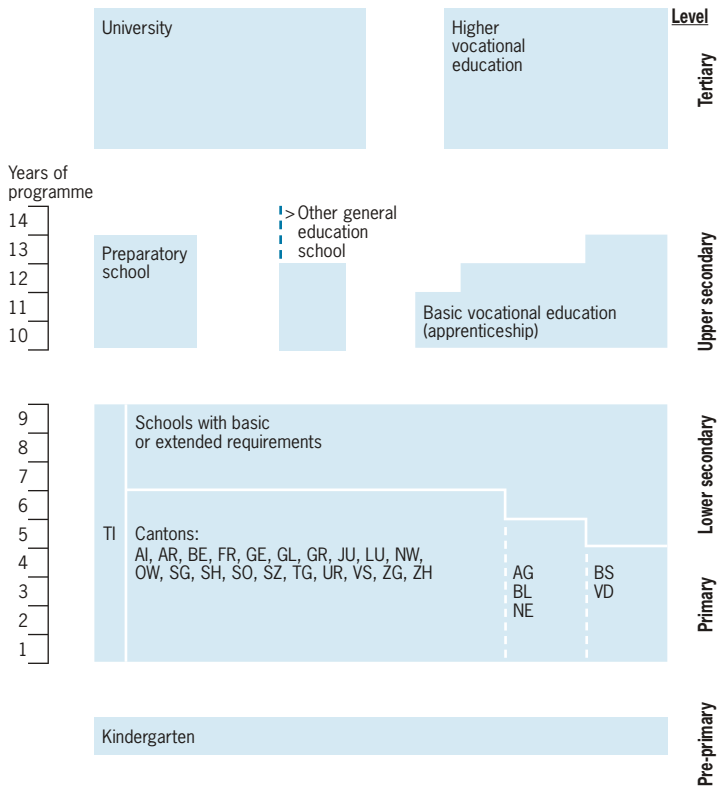 Level
University
Higher
vocational
education
Tertiary
Years of
programme
14
13
12
11
10
> Other general
education
school
Preparatory
school
Basic vocational education
(apprenticeship)
Upper secondary
9
8
7
6
5
4
3
2
1
Schools with basic
or extended requirements
Lower secondary
TI
Cantons:
AI, AR, BE, FR, GE, GL, GR, JU, LU, NW,
OW, SG, SH, SO, SZ, TG, UR, VS, ZG, ZH
AG
BL
NE
BS
VD
Primary
Kindergarten
Pre-primary